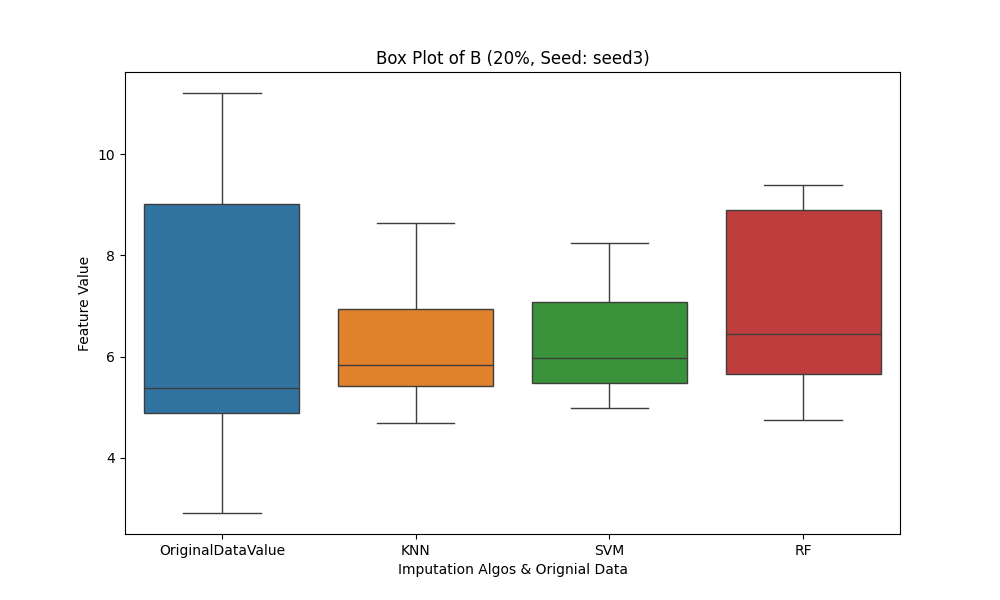 Box Plot of B (20%, Seed: seed3)
Feature Value
10
8
6
4
OriginalDataValue
KNN
SVM
RF
Imputation Algos & Orignial Data